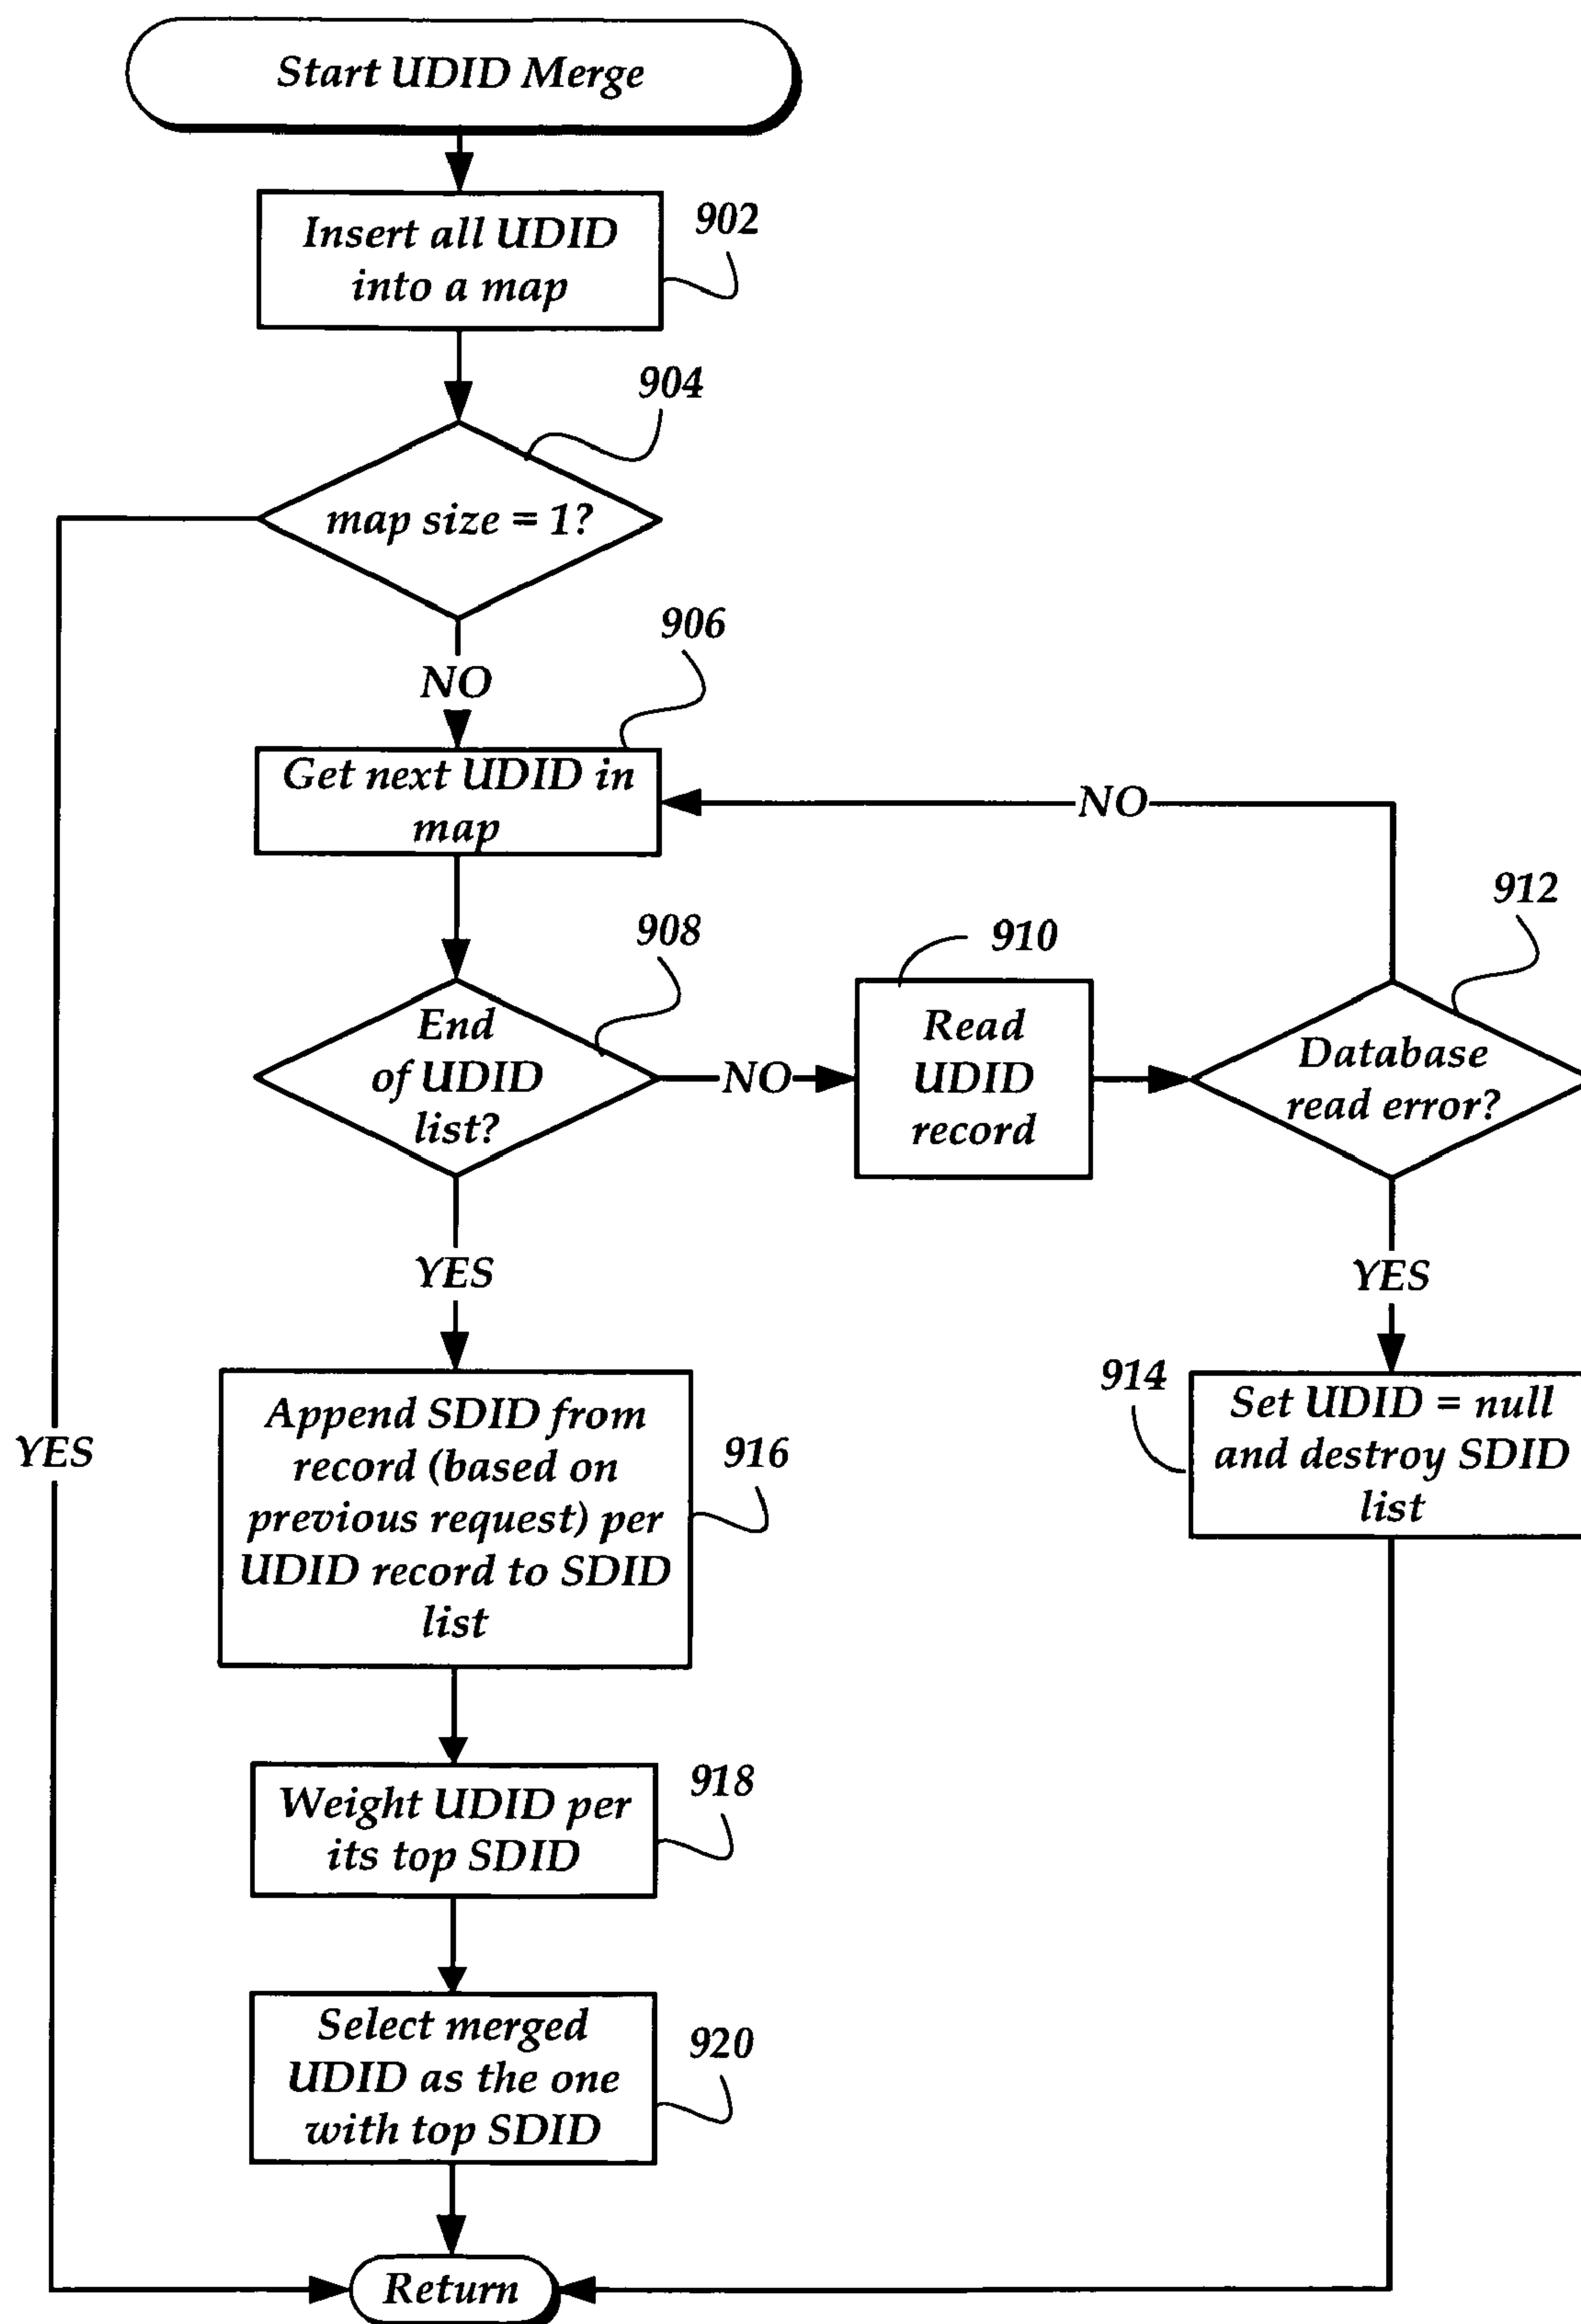 Start UDID Merge
Insert all UDID
into a map
902
904
map size = 1?
NO
906
Get next UDID in
map
NO
908
End
of UDID
list?
NO
910
Read
UDID
record
912
Database
read error?
YES
YES
914
Set UDID = null
and destroy SDID
list
YES
Append SDID from
record (based on
previous request) per
UDID record to SDID
list
916
Weight UDID per
its top SDID
918
Select merged
UDID as the one
with top SDID
920
Return